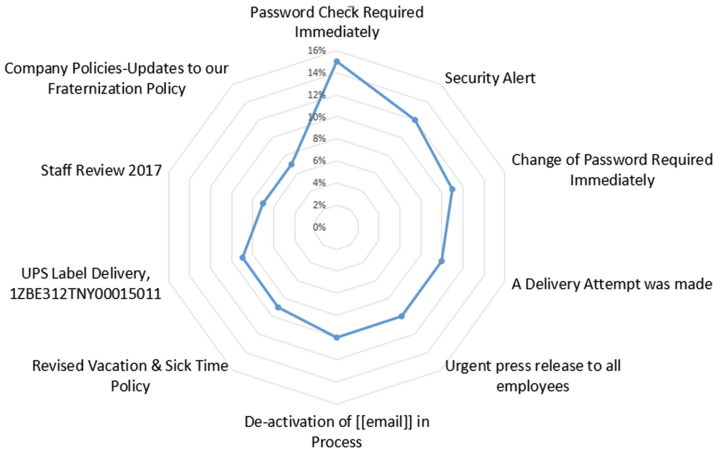 Password Check Required
Immediately
16%
14%
12%
10%
8%
6%
4%
2%
0%
Security Alert
Change of Password Required
Immediately
A Delivery Attempt was made
Urgent press release to all
employees
De-activation of [[email]] in
Process
Revised Vacation & Sick Time
Policy
UPS Label Delivery,
1ZBE312TNY00015011
Staff Review 2017
Company Policies-Updates to our
Fraternization Policy